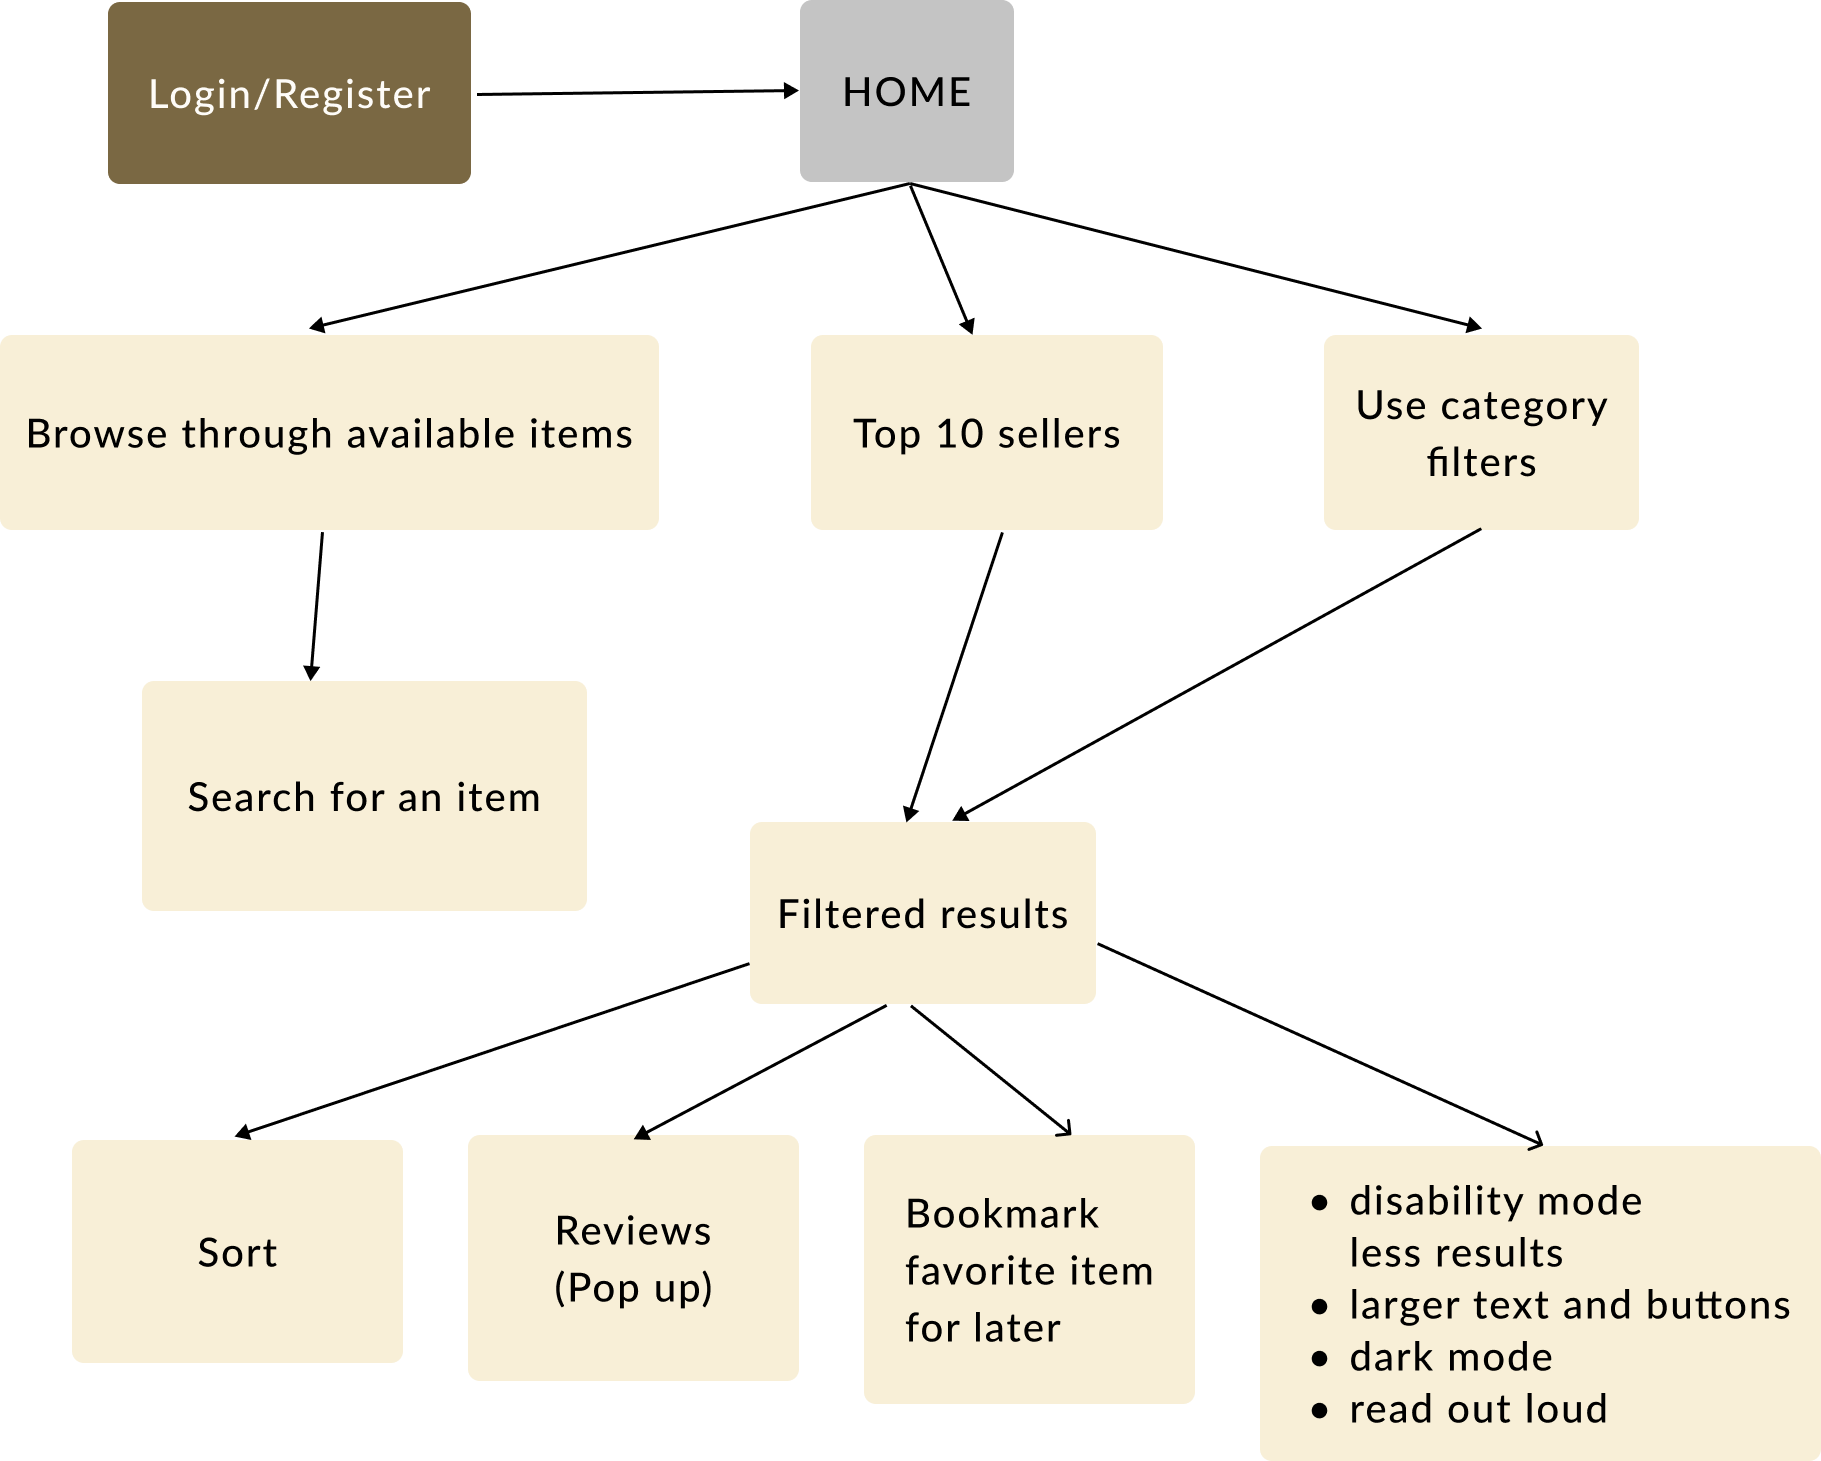 Login/Register
HOME
Browse through available items
Top 10 sellers
Use category
filters
Search for an item
Filtered results
Sort
Reviews
(Pop up)
Bookmark
favorite item
for later
• disability mode
less results
• larger text and buttons
• dark mode
• read out loud